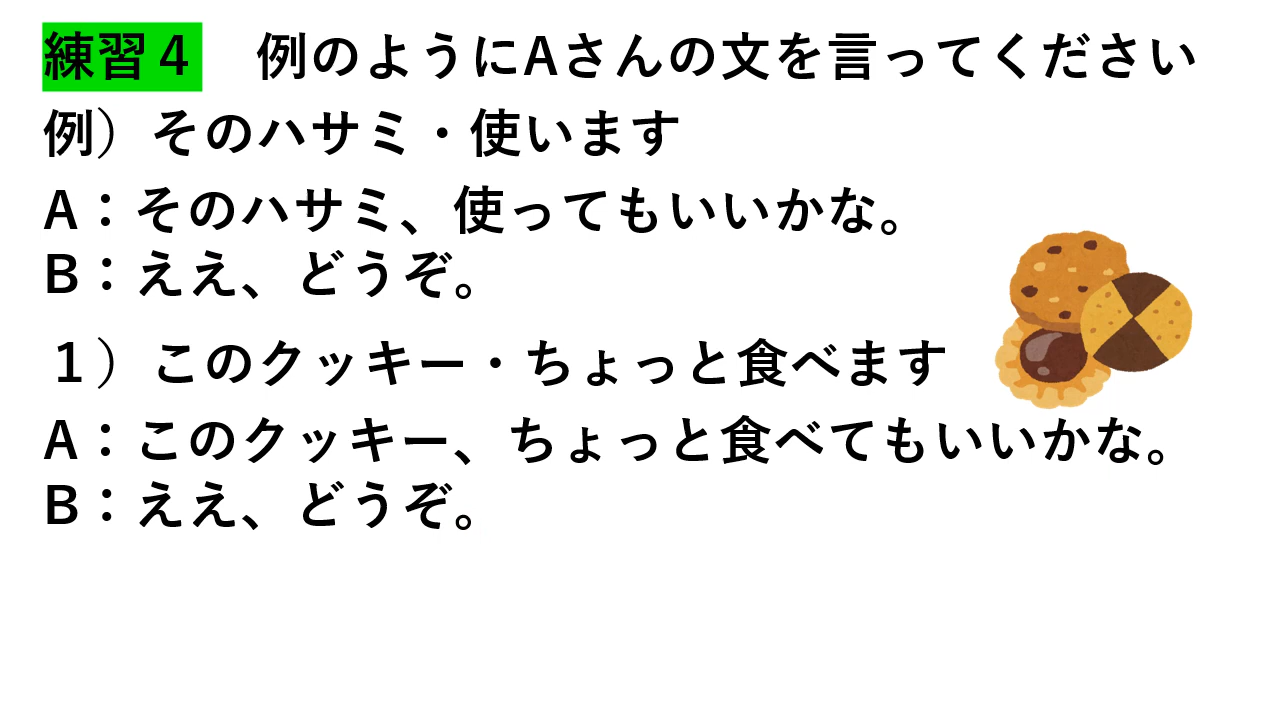 練習４　例のようにAさんの文を言ってください
例）そのハサミ・使います
A：そのハサミ、使ってもいいかな。
B：ええ、どうぞ。
１）このクッキー・ちょっと食べます
A：このクッキー、ちょっと食べてもいいかな。
B：ええ、どうぞ。